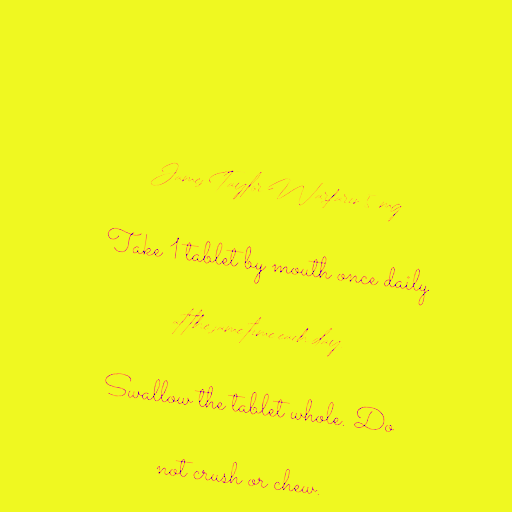 James Taylor Warfarin 5 mg
Take 1 tablet by mouth once daily
the same time each day
Swallow the tablet whole. Do
not crush or chew.